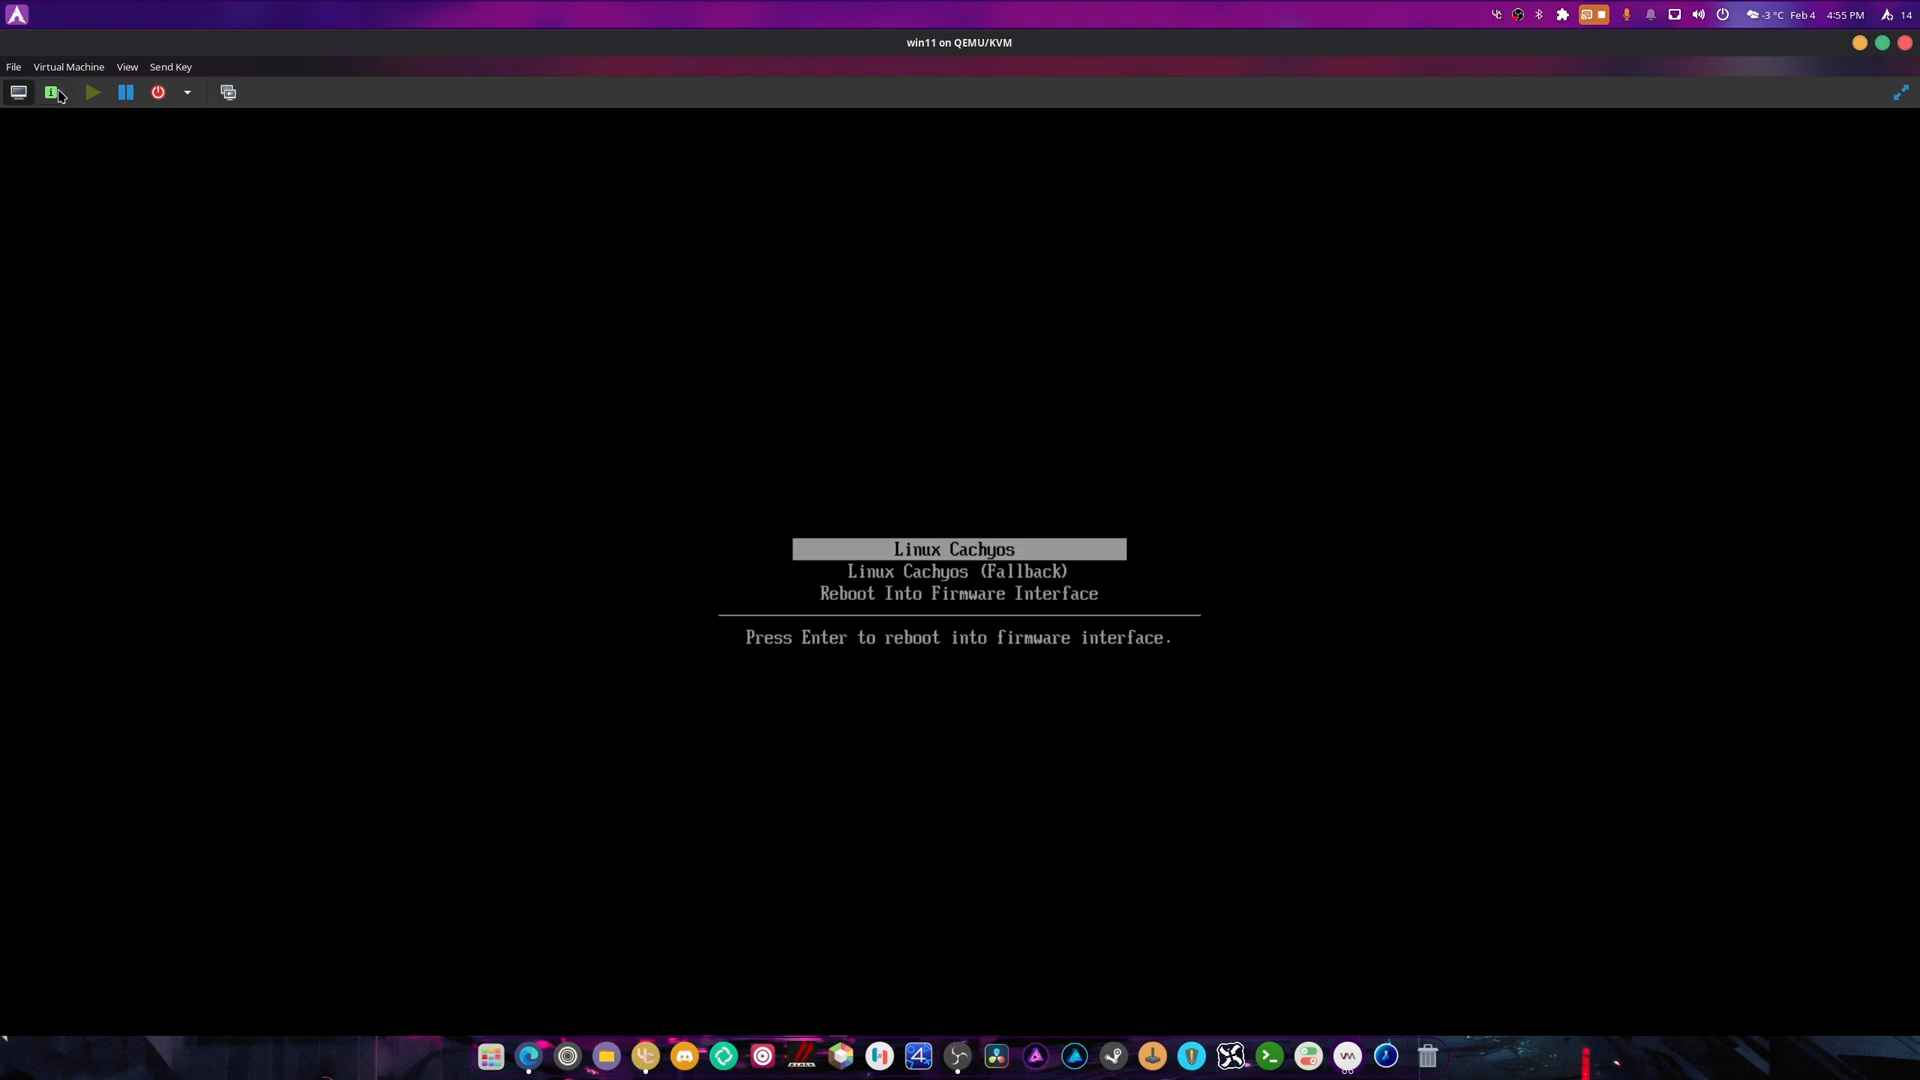 -3 °C Feb 4 4:55 PM 14
win11 on QEMU/KVM
File Virtual Machine View Send Key
Linux Cachyos
Linux Cachyos (Fallback)
Reboot Into Firmware Interface
Press Enter to reboot into firmware interface.